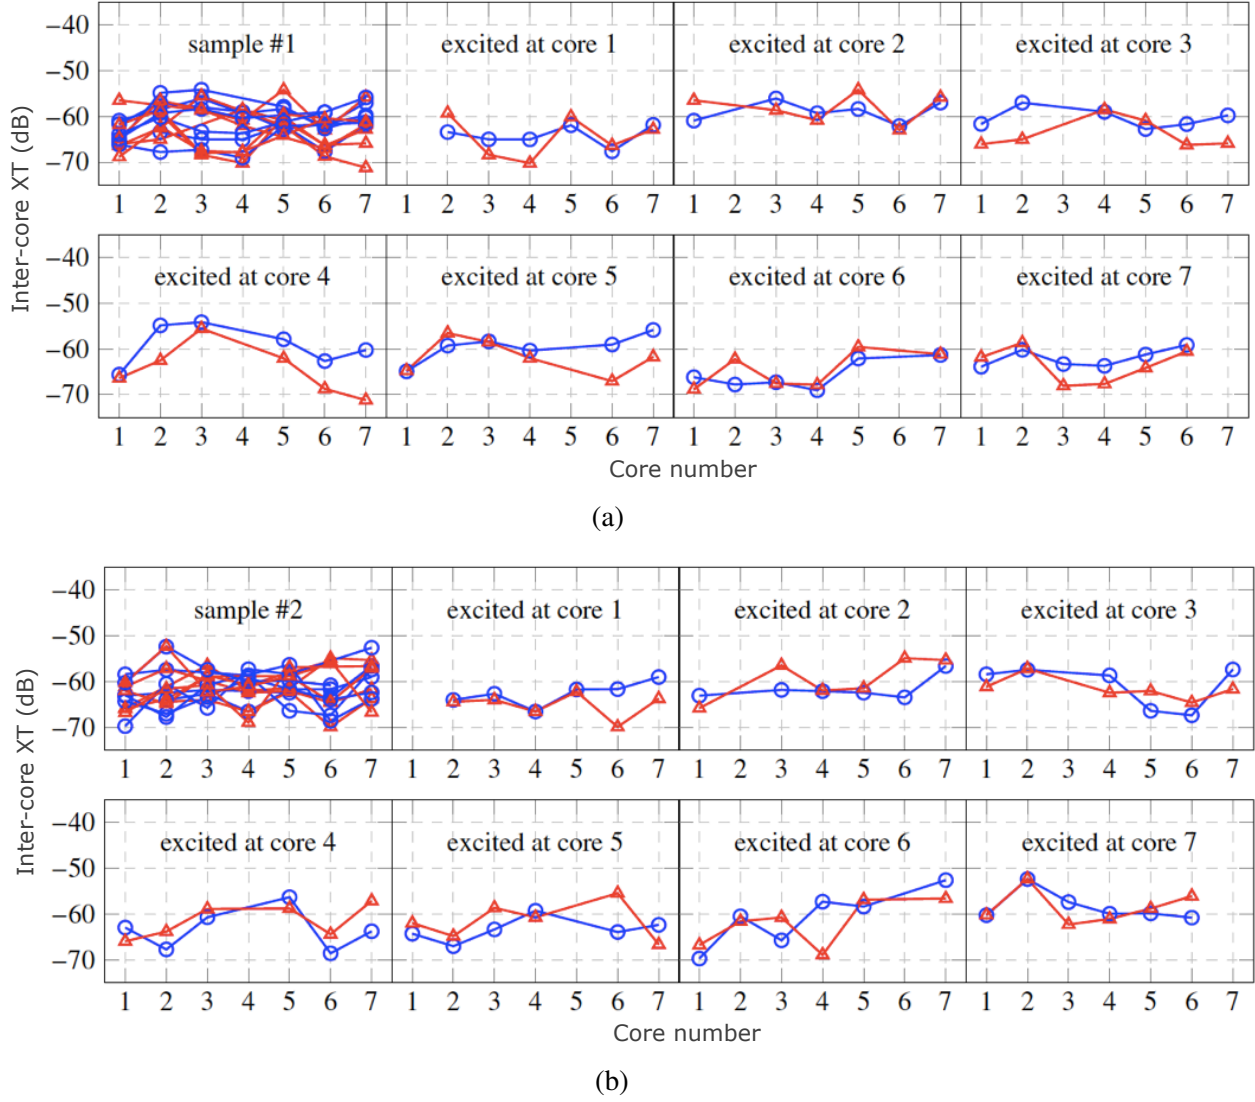 Inter-core XT (dB)
−40
−50
−60
−70
sample #1
excited at core 1
excited at core 2
excited at core 3
1 2 3 4 5 6 7
1 2 3 4 5 6 7
1 2 3 4 5 6 7
1 2 3 4 5 6 7
−40
−50
−60
−70
excited at core 4
excited at core 5
excited at core 6
excited at core 7
1 2 3 4 5 6 7
1 2 3 4 5 6 7
1 2 3 4 5 6 7
1 2 3 4 5 6 7
Core number
(a)
Inter-core XT (dB)
−40
−50
−60
−70
sample #2
excited at core 1
excited at core 2
excited at core 3
1 2 3 4 5 6 7
1 2 3 4 5 6 7
1 2 3 4 5 6 7
1 2 3 4 5 6 7
−40
−50
−60
−70
excited at core 4
excited at core 5
excited at core 6
excited at core 7
1 2 3 4 5 6 7
1 2 3 4 5 6 7
1 2 3 4 5 6 7
1 2 3 4 5 6 7
Core number
(b)